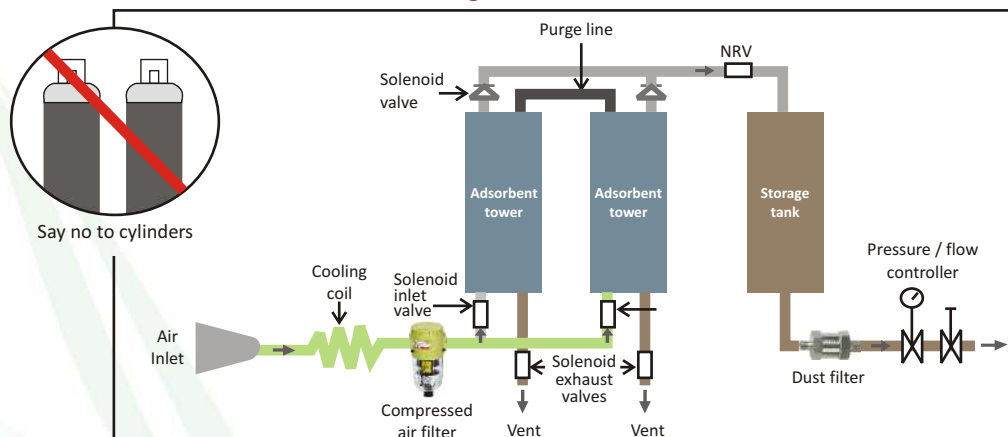 Purge line
NRV
Solenoid
valve
Adsorbent
tower
Adsorbent
tower
Storage
tank
Say no to cylinders
Pressure / flow
controller
Cooling
coil
Solenoid
inlet
valve
Air
Inlet
Solenoid
exhaust
valves
Dust filter
Compressed
air filter
Vent
Vent